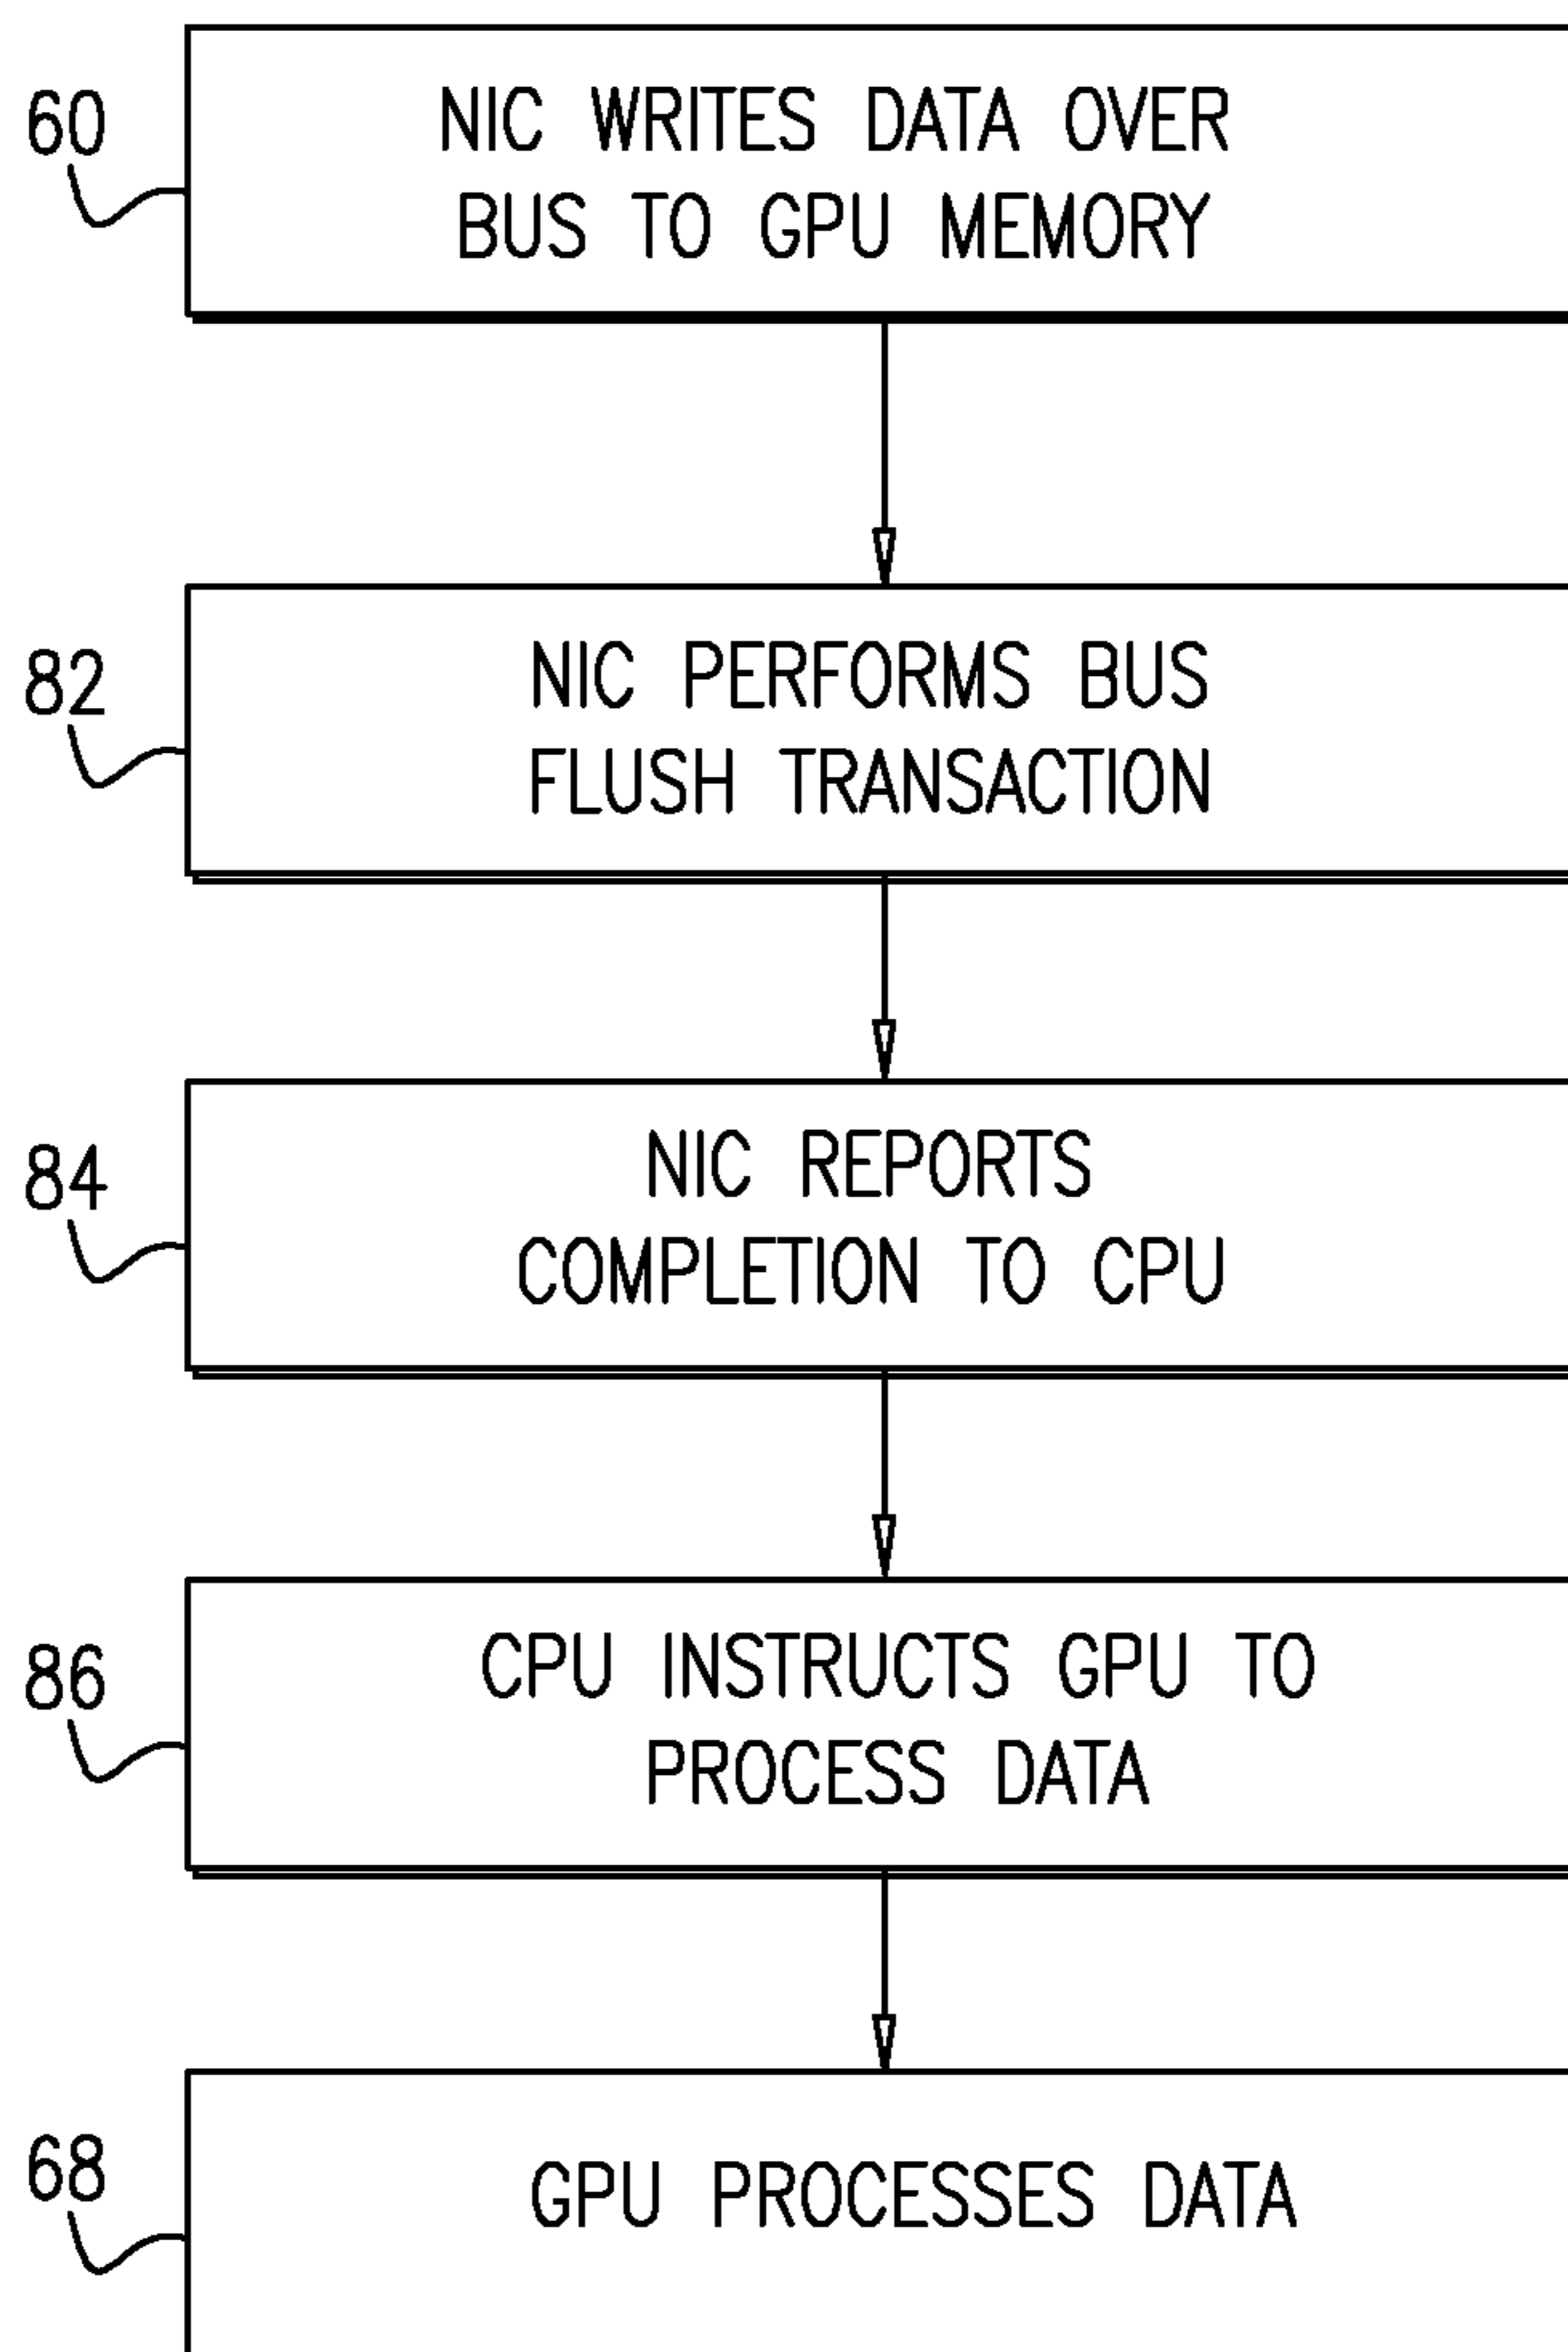 60
NIC WRITES DATA OVER
BUS TO GPU MEMORY
82
NIC PERFORMS BUS
FLUSH TRANSACTION
84
NIC REPORTS
COMPLETION TO CPU
86
CPU INSTRUCTS GPU TO
PROCESS DATA
68
GPU PROCESSES DATA